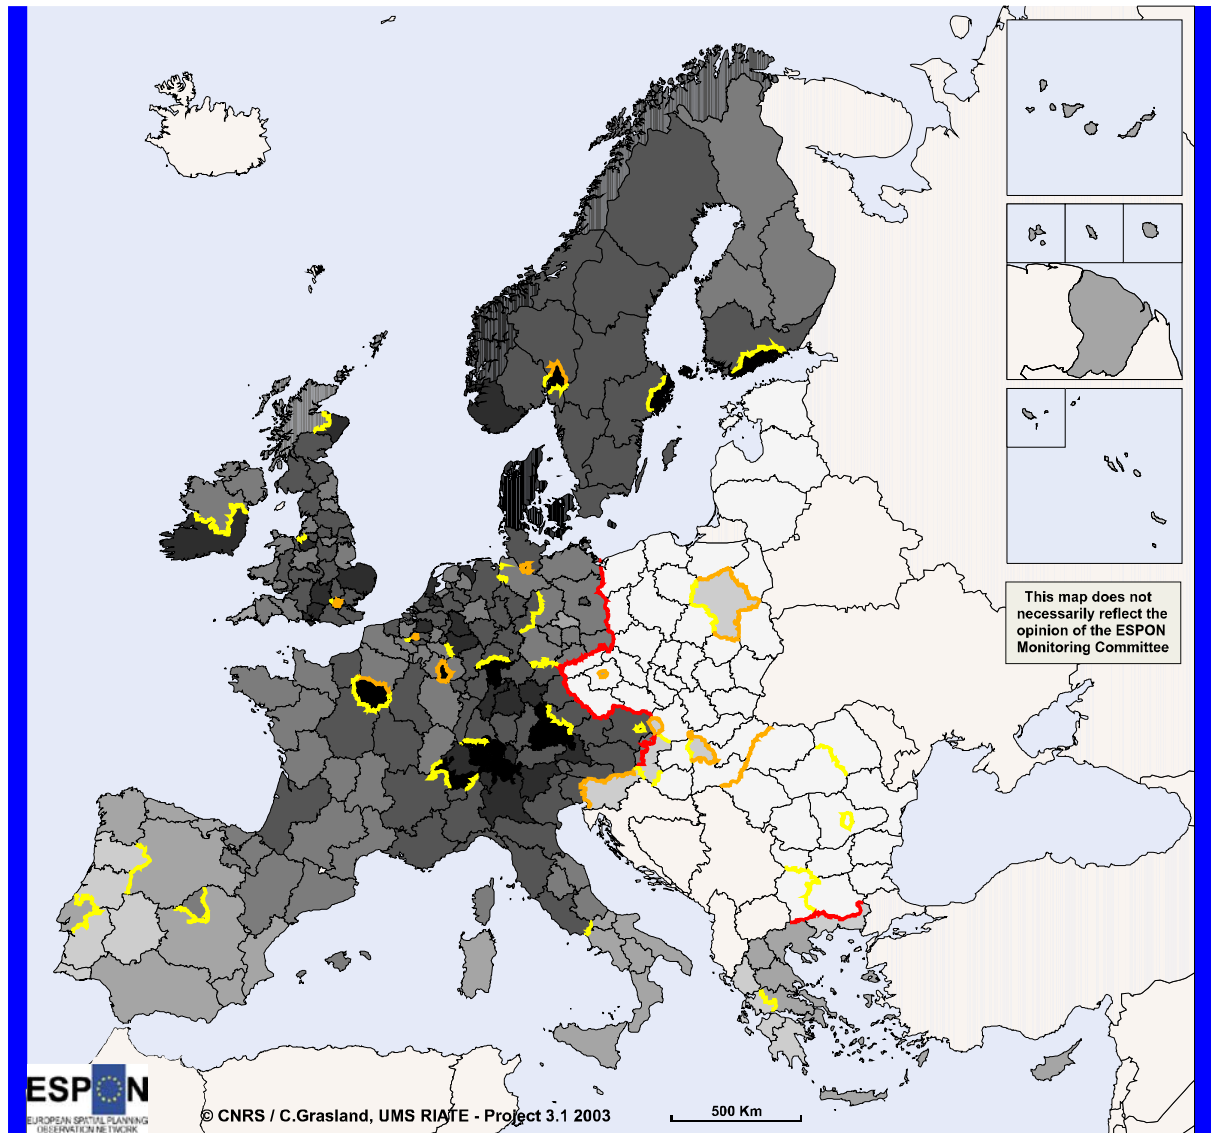 This map does not
necessarily reflect the
opinion of the ESPON
Monitoring Committee
ESPON
EUROPEAN SPATIAL PLANNING
OBSERVATION NETWORK
© CNRS / C.Grasland, UMS RIATE - Project 3.1 2003
500 Km